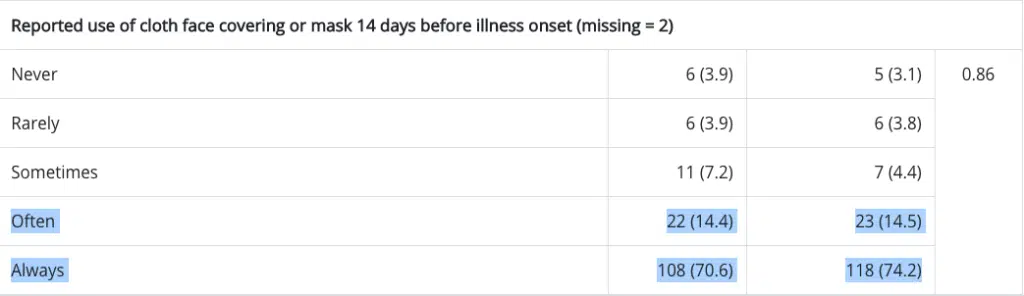 Reported use of cloth face covering or mask 14 days before illness onset (missing = 2)
Never 6 (3.9) 5 (3.1) 0.86
Rarely 6 (3.9) 6 (3.8)
Sometimes 11 (7.2) 7 (4.4)
Often 22 (14.4) 23 (14.5)
Always 108 (70.6) 118 (74.2)